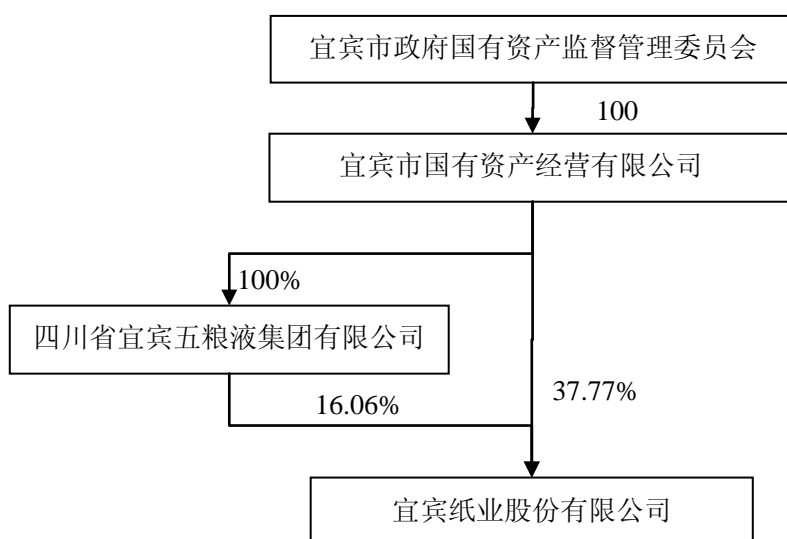 宜宾市政府国有资产监督管理委员会
100
宜宾市国有资产经营有限公司
100%
四川省宜宾五粮液集团有限公司
16.06%
37.77%
宜宾纸业股份有限公司